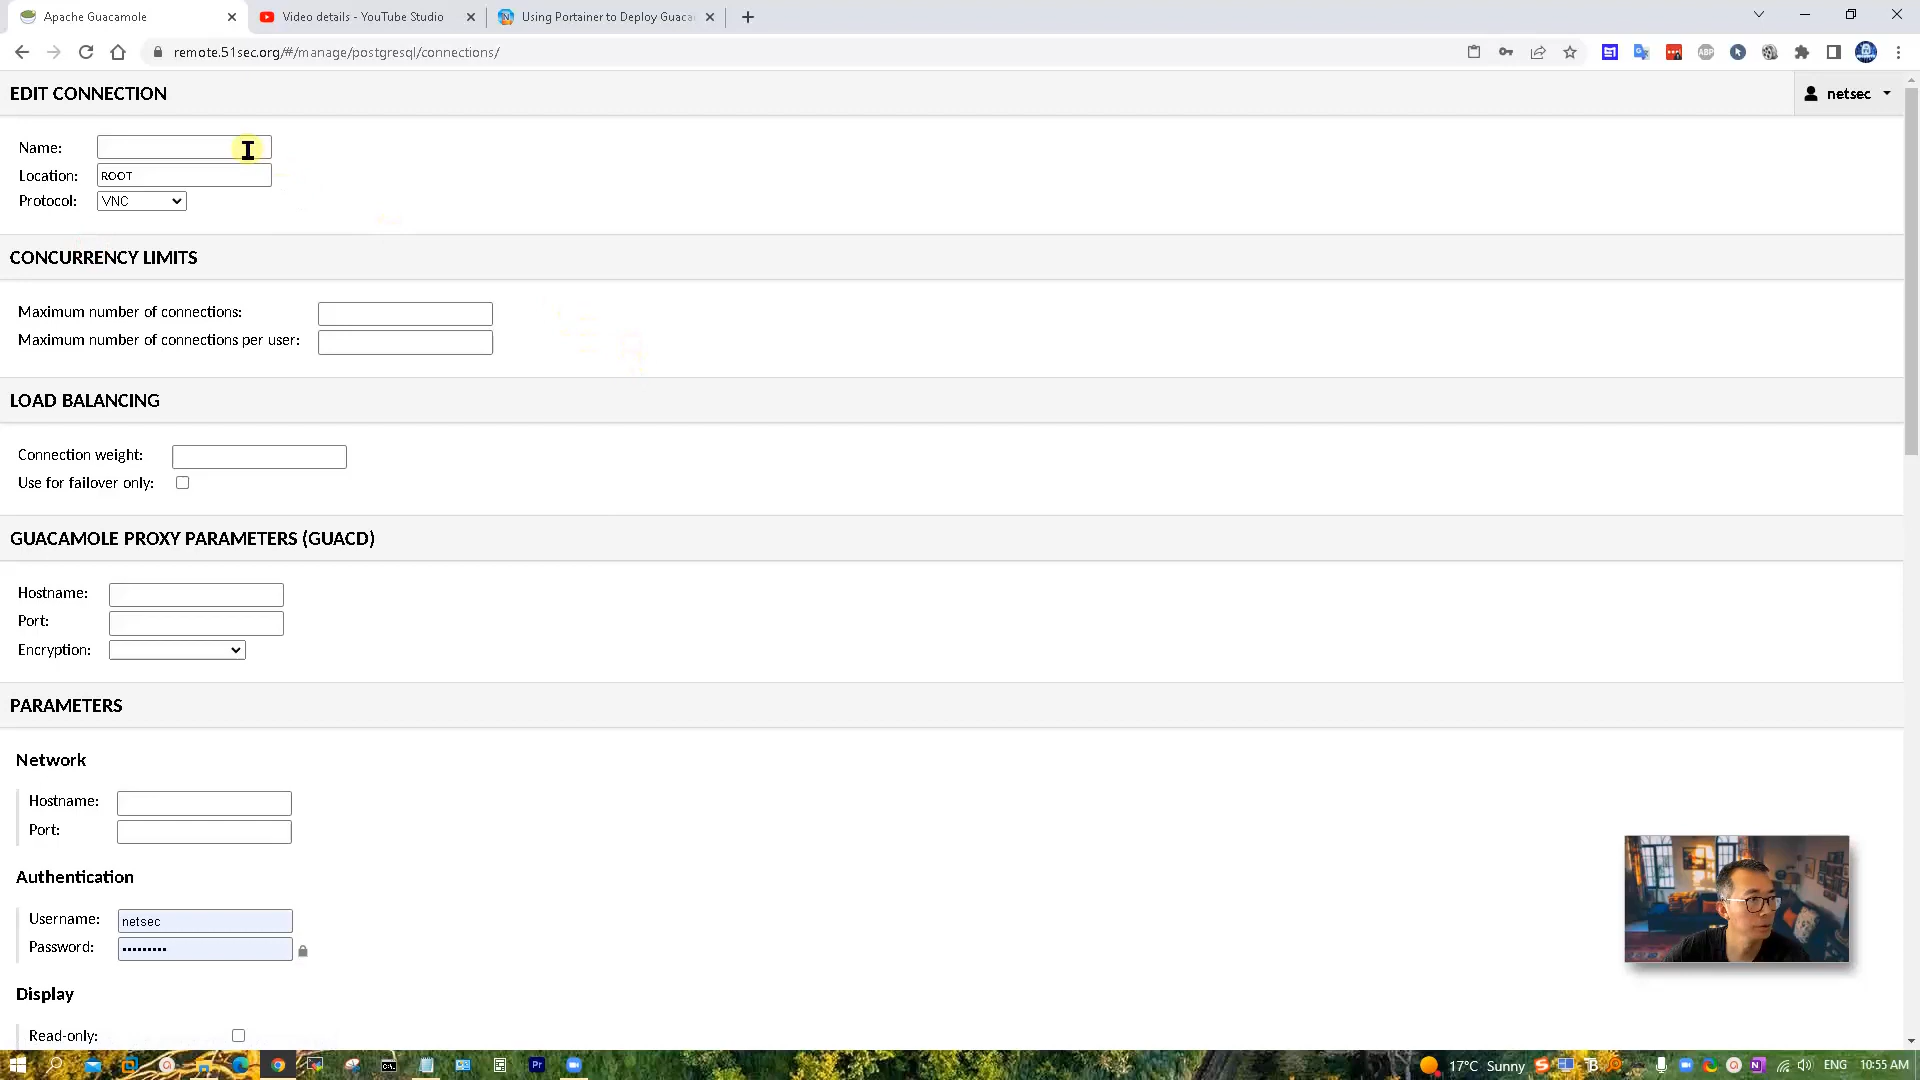 Apache Guacamole
Video details - YouTube Studio
Using Portainer to Deploy Guaca
remote.51sec.org/#/manage/postgresql/connections/
EDIT CONNECTION
netsec
Name:
Location: ROOT
Protocol: VNC
CONCURRENCY LIMITS
Maximum number of connections:
Maximum number of connections per user:
LOAD BALANCING
Connection weight:
Use for failover only:
GUACAMOLE PROXY PARAMETERS (GUACD)
Hostname:
Port:
Encryption:
PARAMETERS
Network
Hostname:
Port:
Authentication
Username: netsec
Password: •••••••••
Display
Read-only:
17°C Sunny
ENG
10:55 AM